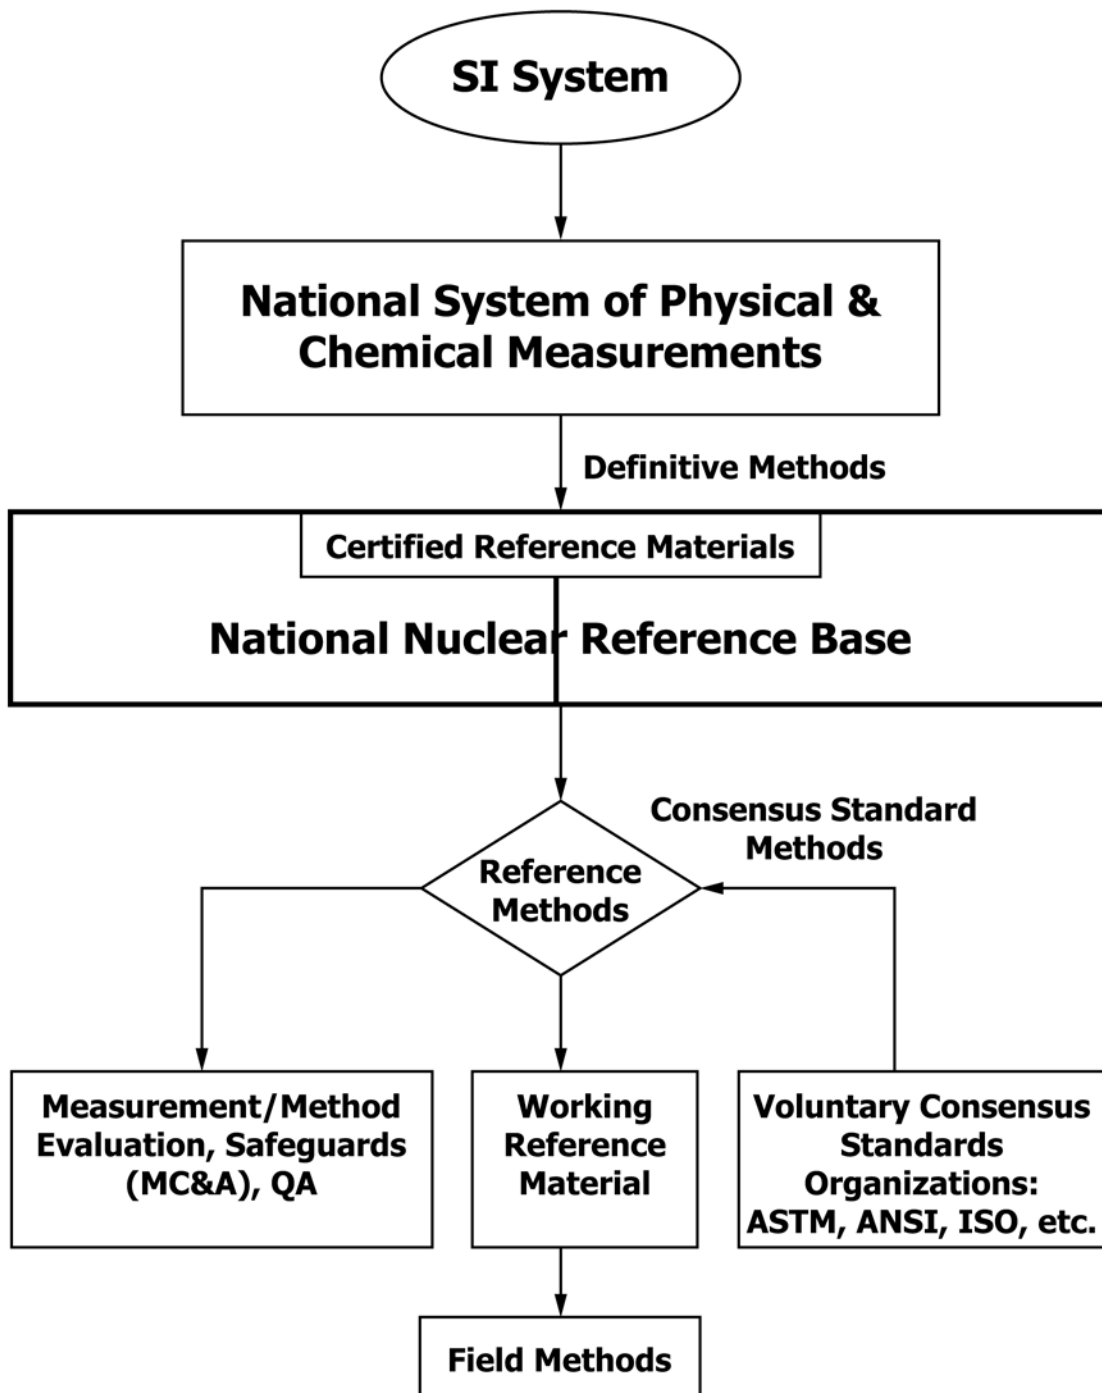 SI System
National System of Physical &
Chemical Measurements
Definitive Methods
Certified Reference Materials
National Nuclear Reference Base
Consensus Standard
Methods
Reference
Methods
Measurement/Method
Evaluation, Safeguards
(MC&A), QA
Working
Reference
Material
Voluntary Consensus
Standards
Organizations:
ASTM, ANSI, ISO, etc.
Field Methods